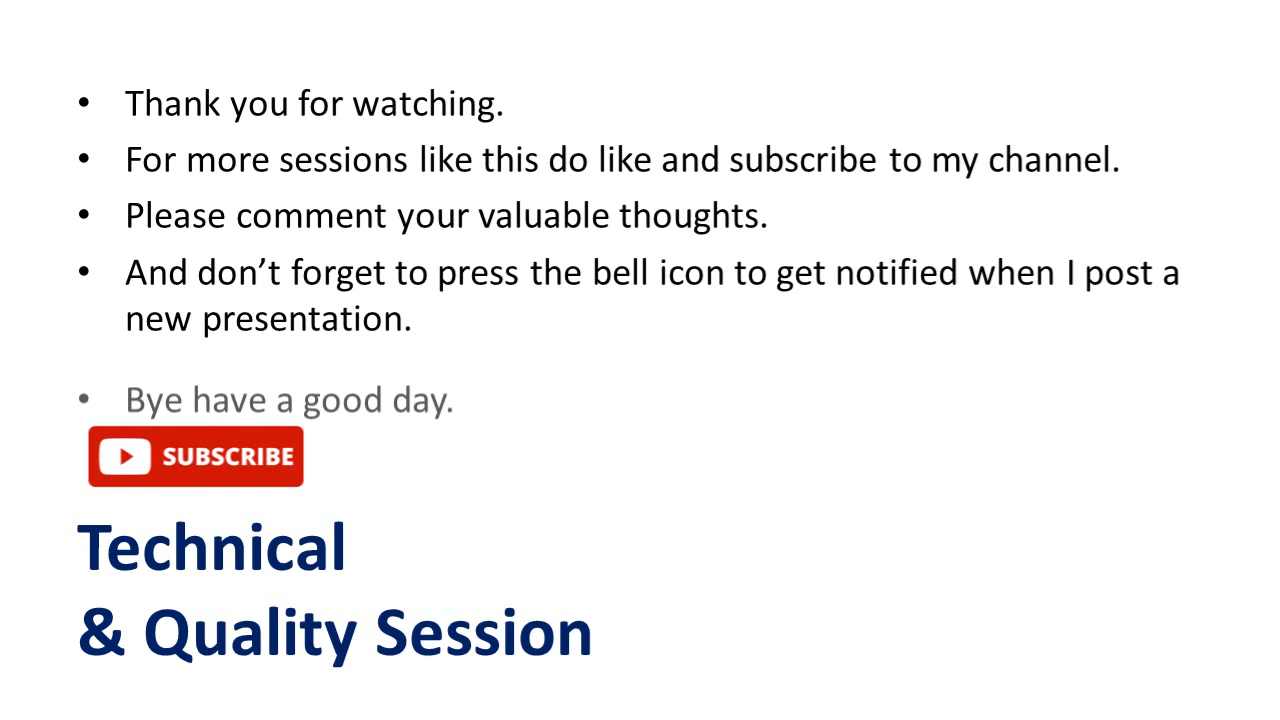 • Thank you for watching.
• For more sessions like this do like and subscribe to my channel.
• Please comment your valuable thoughts.
• And don’t forget to press the bell icon to get notified when I post a
new presentation.
• Bye have a good day.
SUBSCRIBE
Technical
& Quality Session